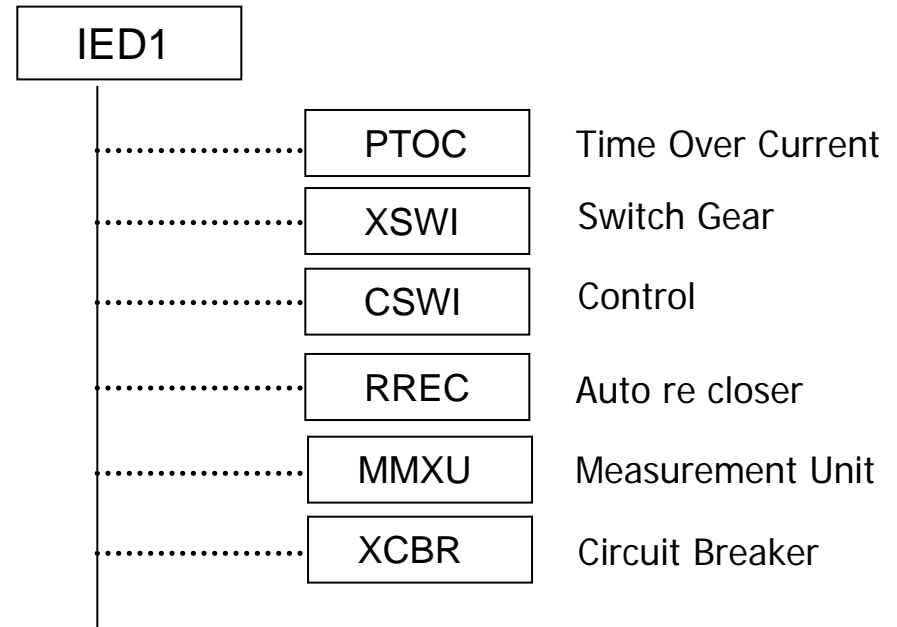 IED1
PTOC Time Over Current
XSWI Switch Gear
CSWI Control
RREC Auto re closer
MMXU Measurement Unit
XCBR Circuit Breaker